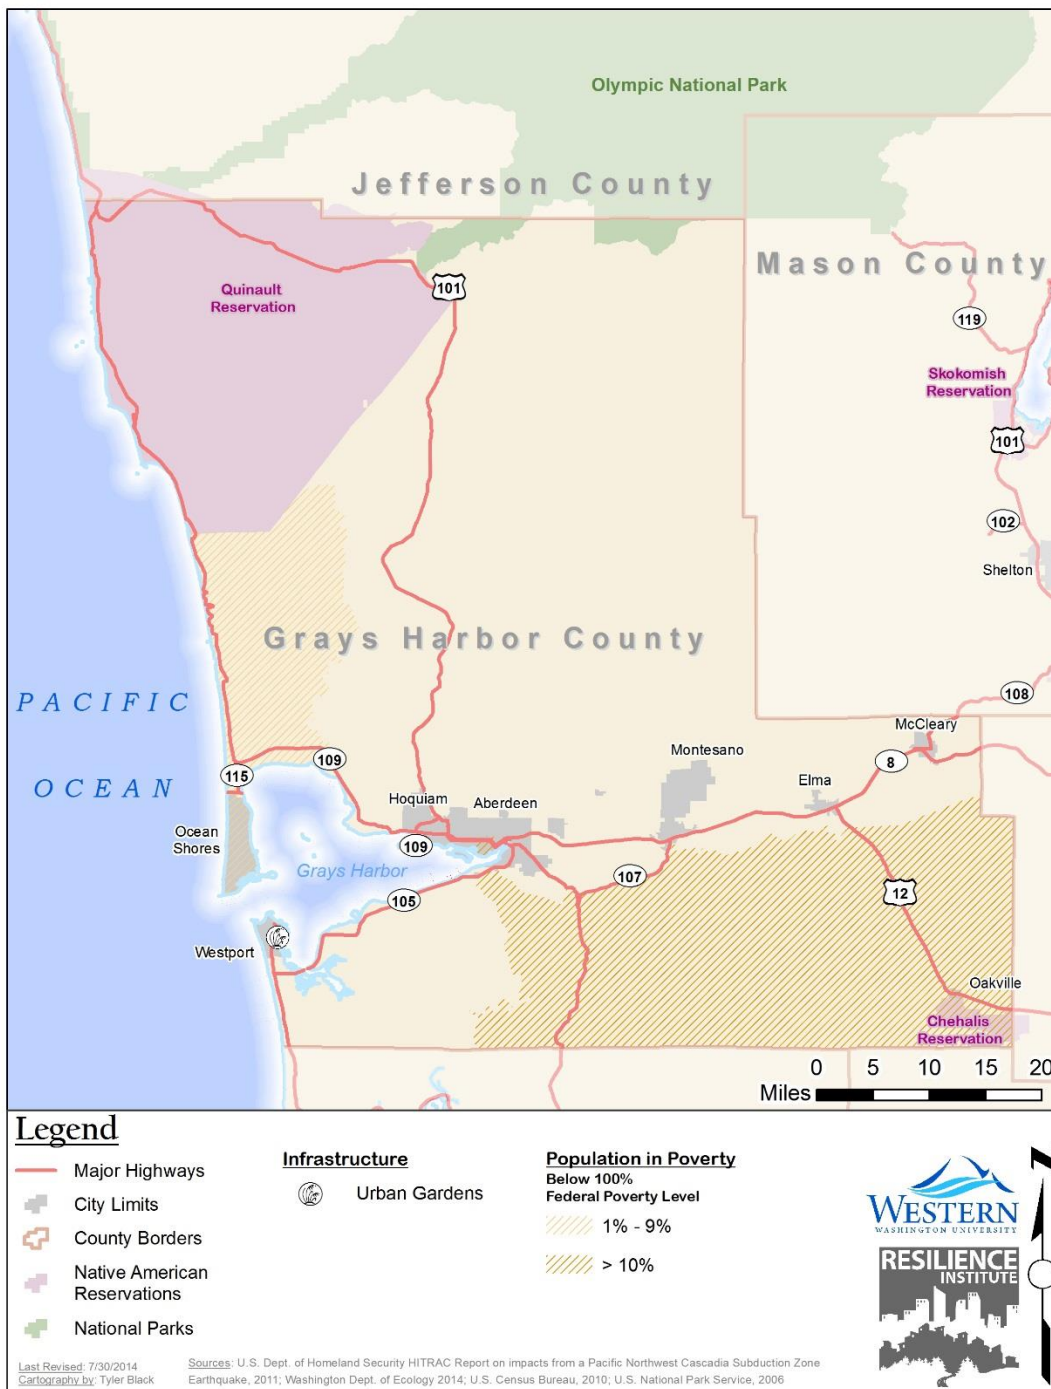 Olympic National Park
Jefferson County
Mason County
Quinault
Reservation
101
119
Skokomish
Reservation
101
102
Shelton
Grays Harbor County
PACIFIC
OCEAN
108
McCleary
109
Montesano
8
115
Elma
Hoquiam
Aberdeen
Ocean
Shores
109
Grays Harbor
107
105
12
Westport
Oakville
Chehalis
Reservation
0 5 10 15 20
Miles
Legend
Major Highways
City Limits
County Borders
Native American
Reservations
National Parks
Infrastructure
Urban Gardens
Population in Poverty
Below 100%
Federal Poverty Level
1% - 9%
> 10%
WESTERN
WASHINGTON UNIVERSITY
RESILIENCE
INSTITUTE
Last Revised: 7/30/2014
Cartography by: Tyler Black
Sources: U.S. Dept. of Homeland Security HITRAC Report on impacts from a Pacific Northwest Cascadia Subduction Zone
Earthquake, 2011; Washington Dept. of Ecology 2014; U.S. Census Bureau, 2010; U.S. National Park Service, 2006